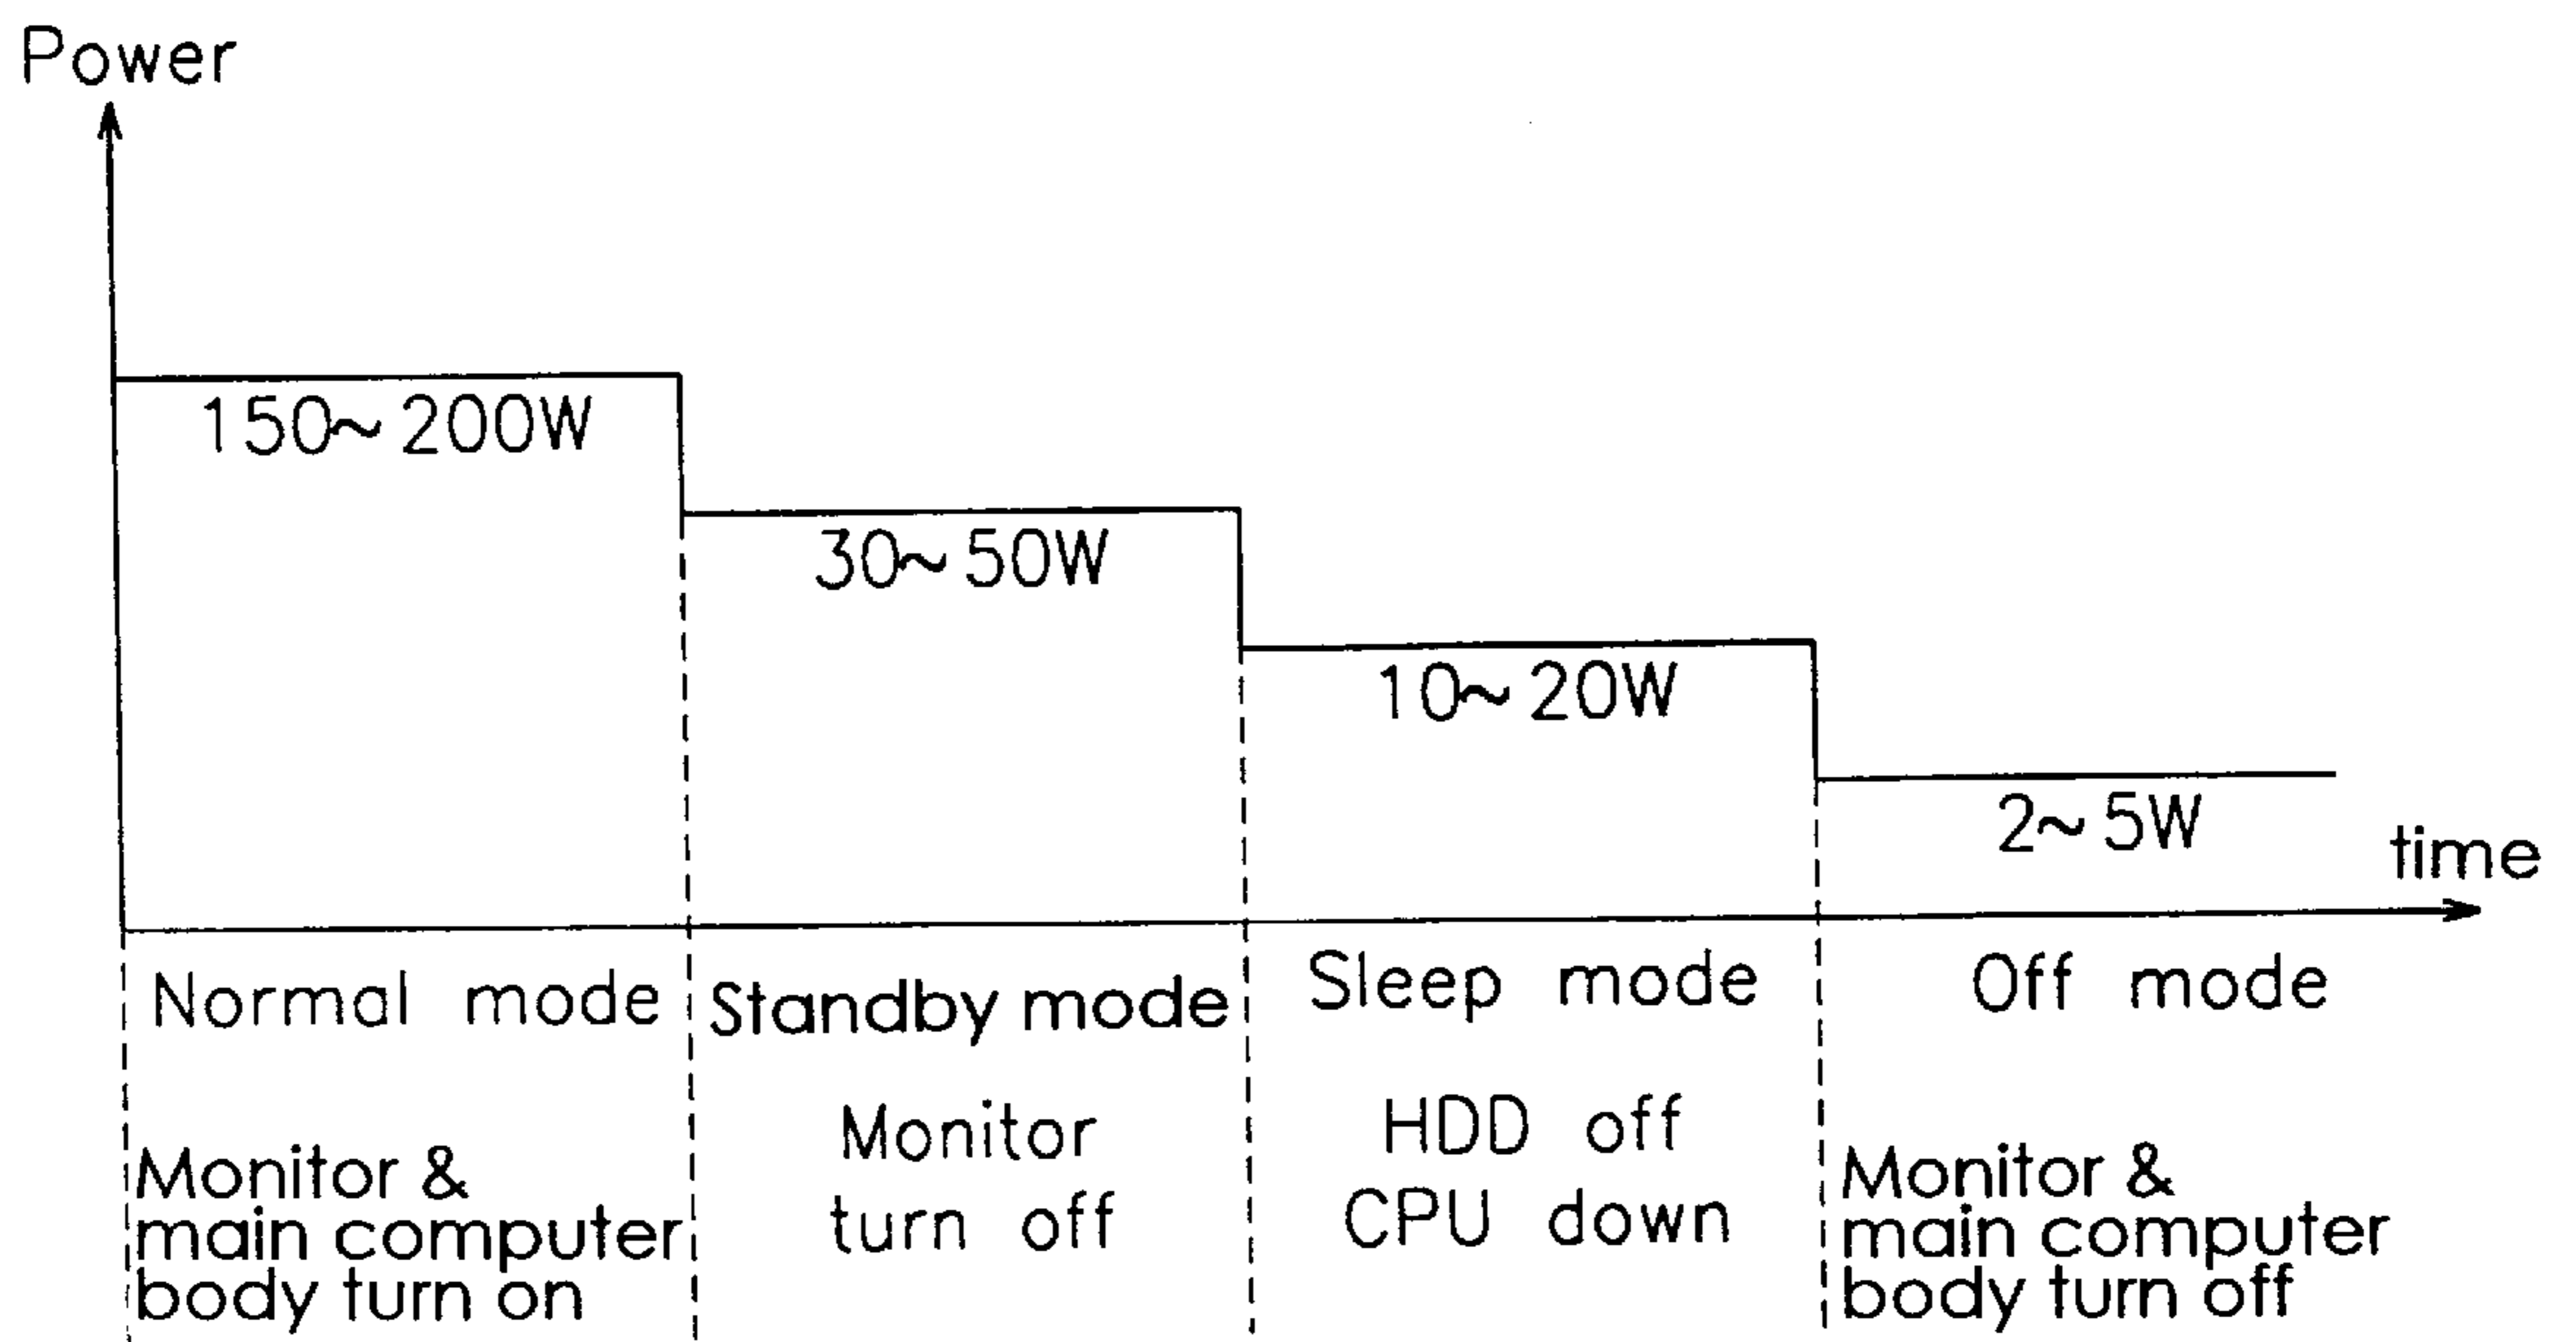 Power
150~200W
30~50W
10~20W
2~5W
time
Normal mode
Standby mode
Sleep mode
Off mode
Monitor &
main computer
body turn on
Monitor
turn off
HDD off
CPU down
Monitor &
main computer
body turn off